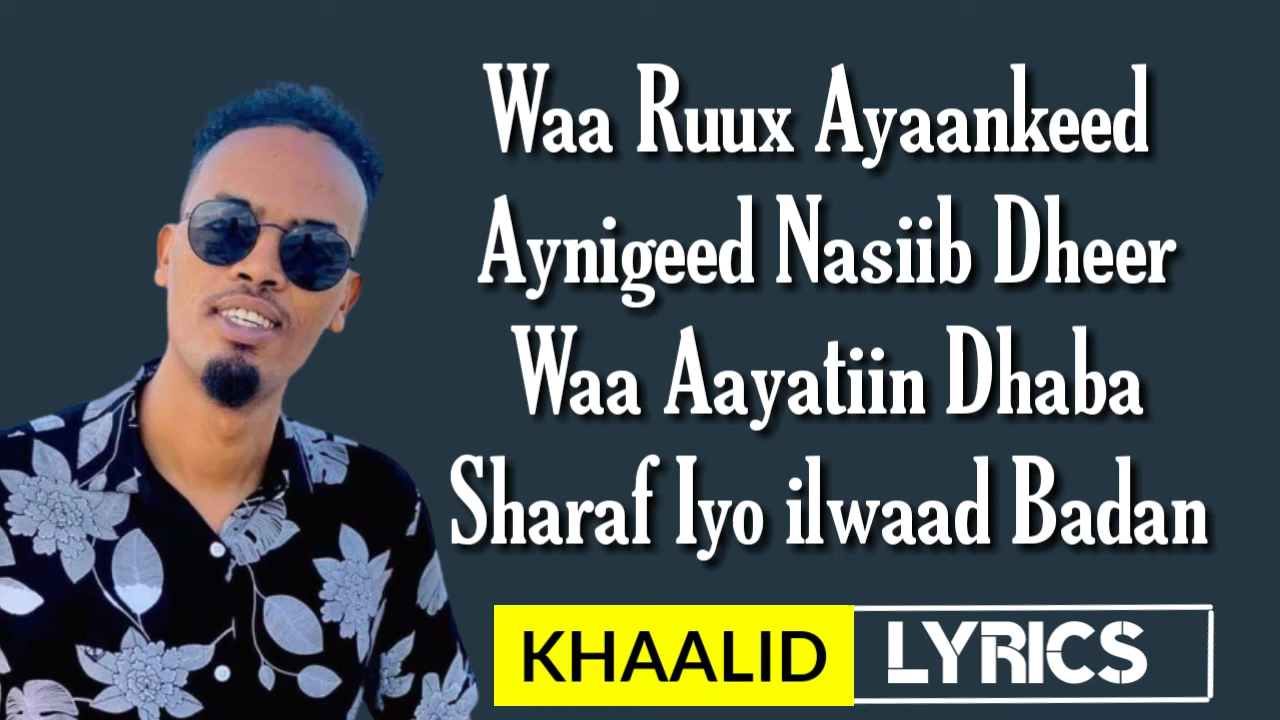 Waa Ruux Ayaankeed
Aynigeed Nasiib Dheer
Waa Aayatiin Dhaba
Sharaf Iyo ilwaad Badan
KHAALID LYRICS